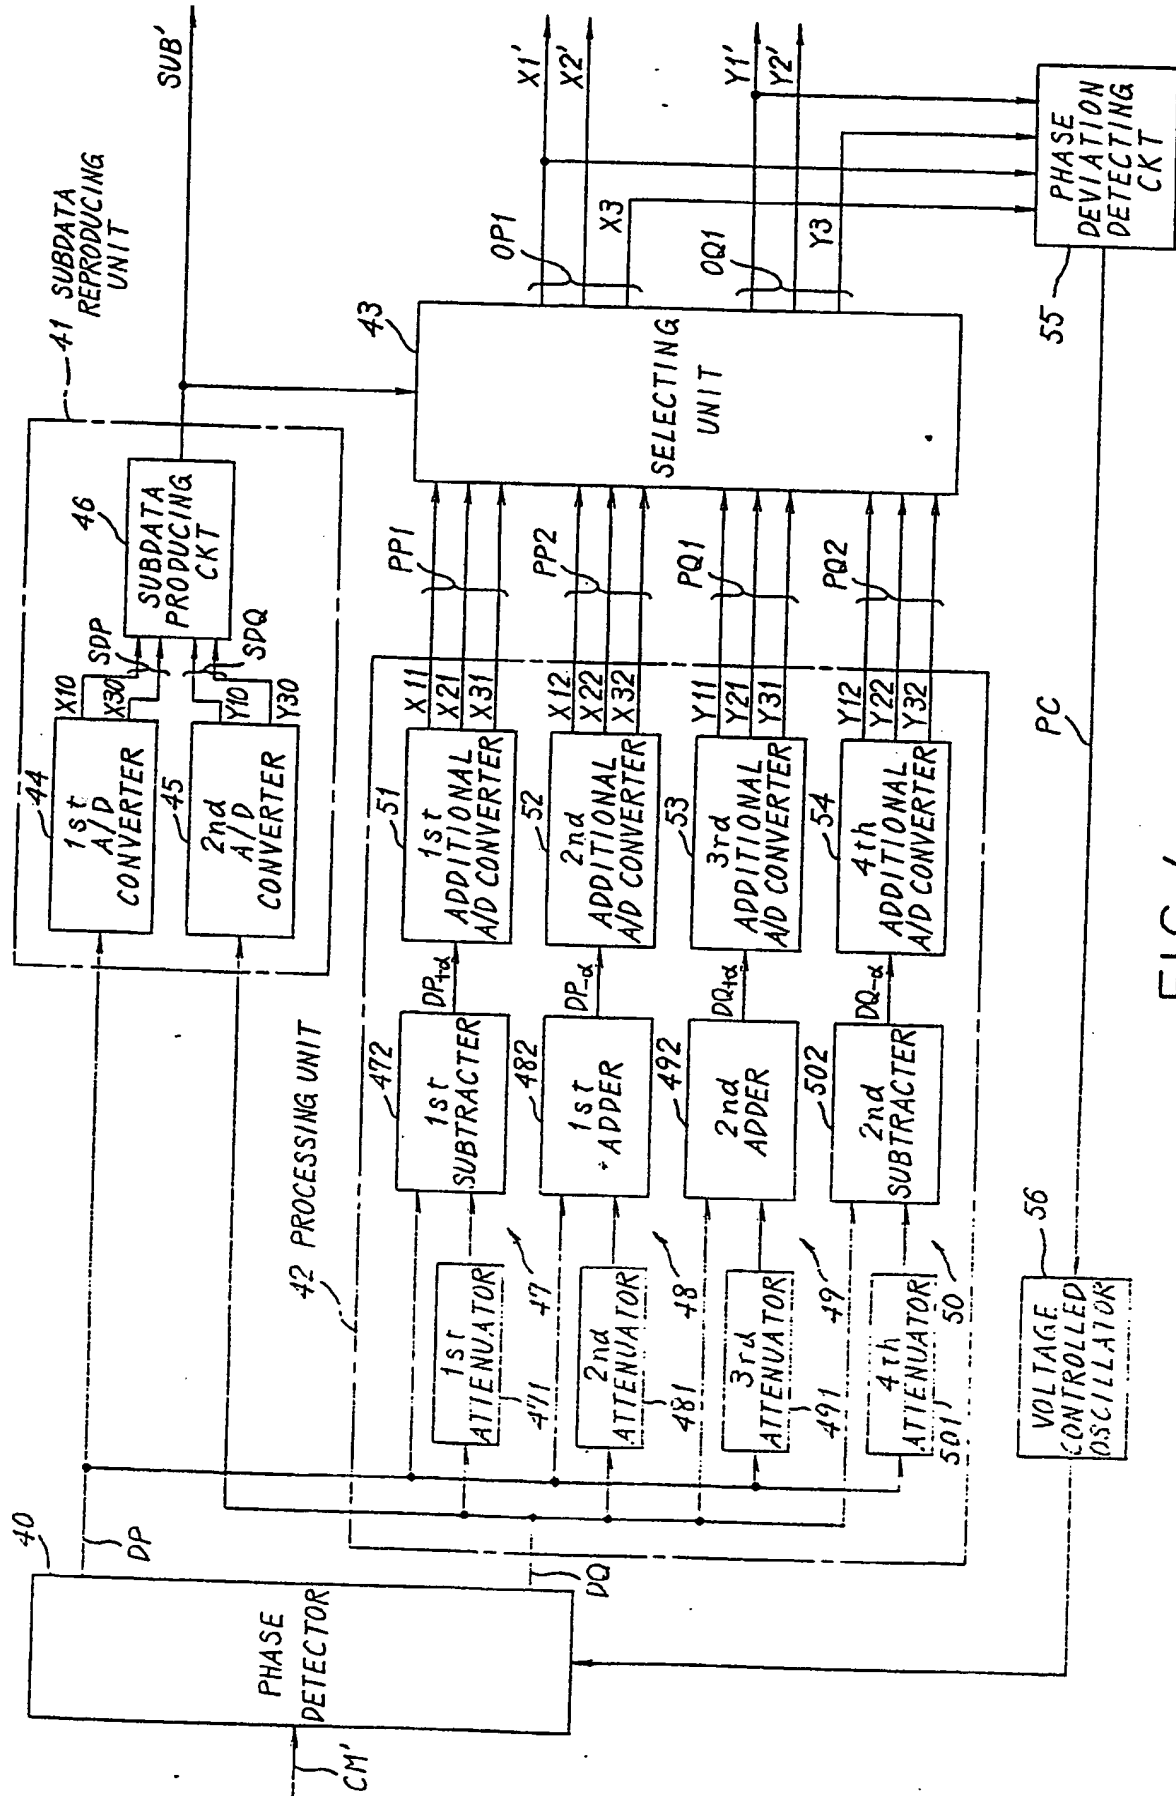 CM'
40
PHASE
DETECTOR
DP
DQ
41 SUBDATA
REPRODUCING
UNIT
44
1st
A/D
CONVERTER
45
2nd
A/D
CONVERTER
X10
X30
Y10
Y30
SDP
SDQ
46
SUBDATA
PRODUCING
CKT
SUB'
42 PROCESSING UNIT
1st
ATTENUATOR
471
47
472
1st
SUBTRACTER
DP+α
51
1st
ADDITIONAL
A/D CONVERTER
X11
X21
X31
PP1
2nd
ATTENUATOR
481
48
482
1st
ADDER
DP-α
52
2nd
ADDITIONAL
A/D CONVERTER
X12
X22
X32
PP2
3rd
ATTENUATOR
491
49
492
2nd
ADDER
DQ+α
53
3rd
ADDITIONAL
A/D CONVERTER
Y11
Y21
Y31
PQ1
4th
ATTENUATOR
501'
50
502
2nd
SUBTRACTER
DQ-α
54
4th
ADDITIONAL
A/D CONVERTER
Y12
Y22
Y32
PQ2
43
SELECTING
UNIT
OP1
X1'
X2'
X3
OQ1
Y1'
Y2'
Y3
PHASE
DEVIATION
DETECTING
CKT
55
PC
56
VOLTAGE
CONTROLLED
OSCILLATOR
FIG.